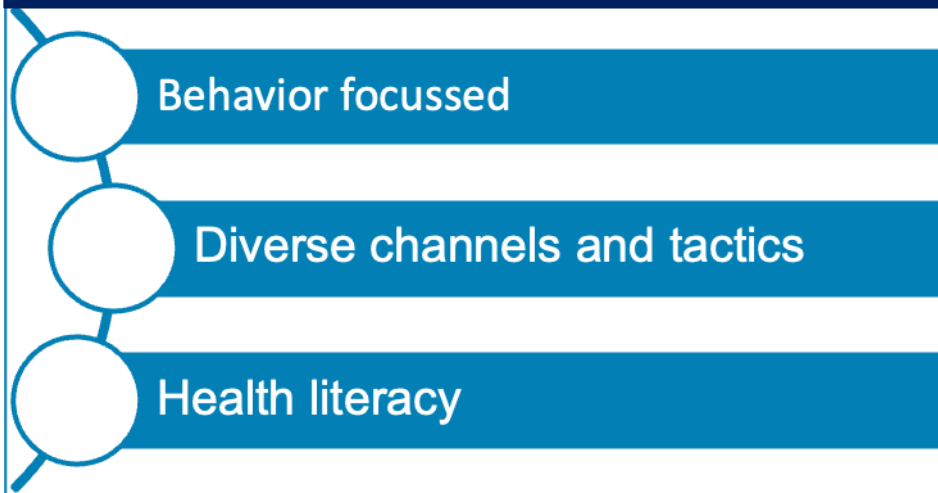 Behavior focussed
Diverse channels and tactics
Health literacy